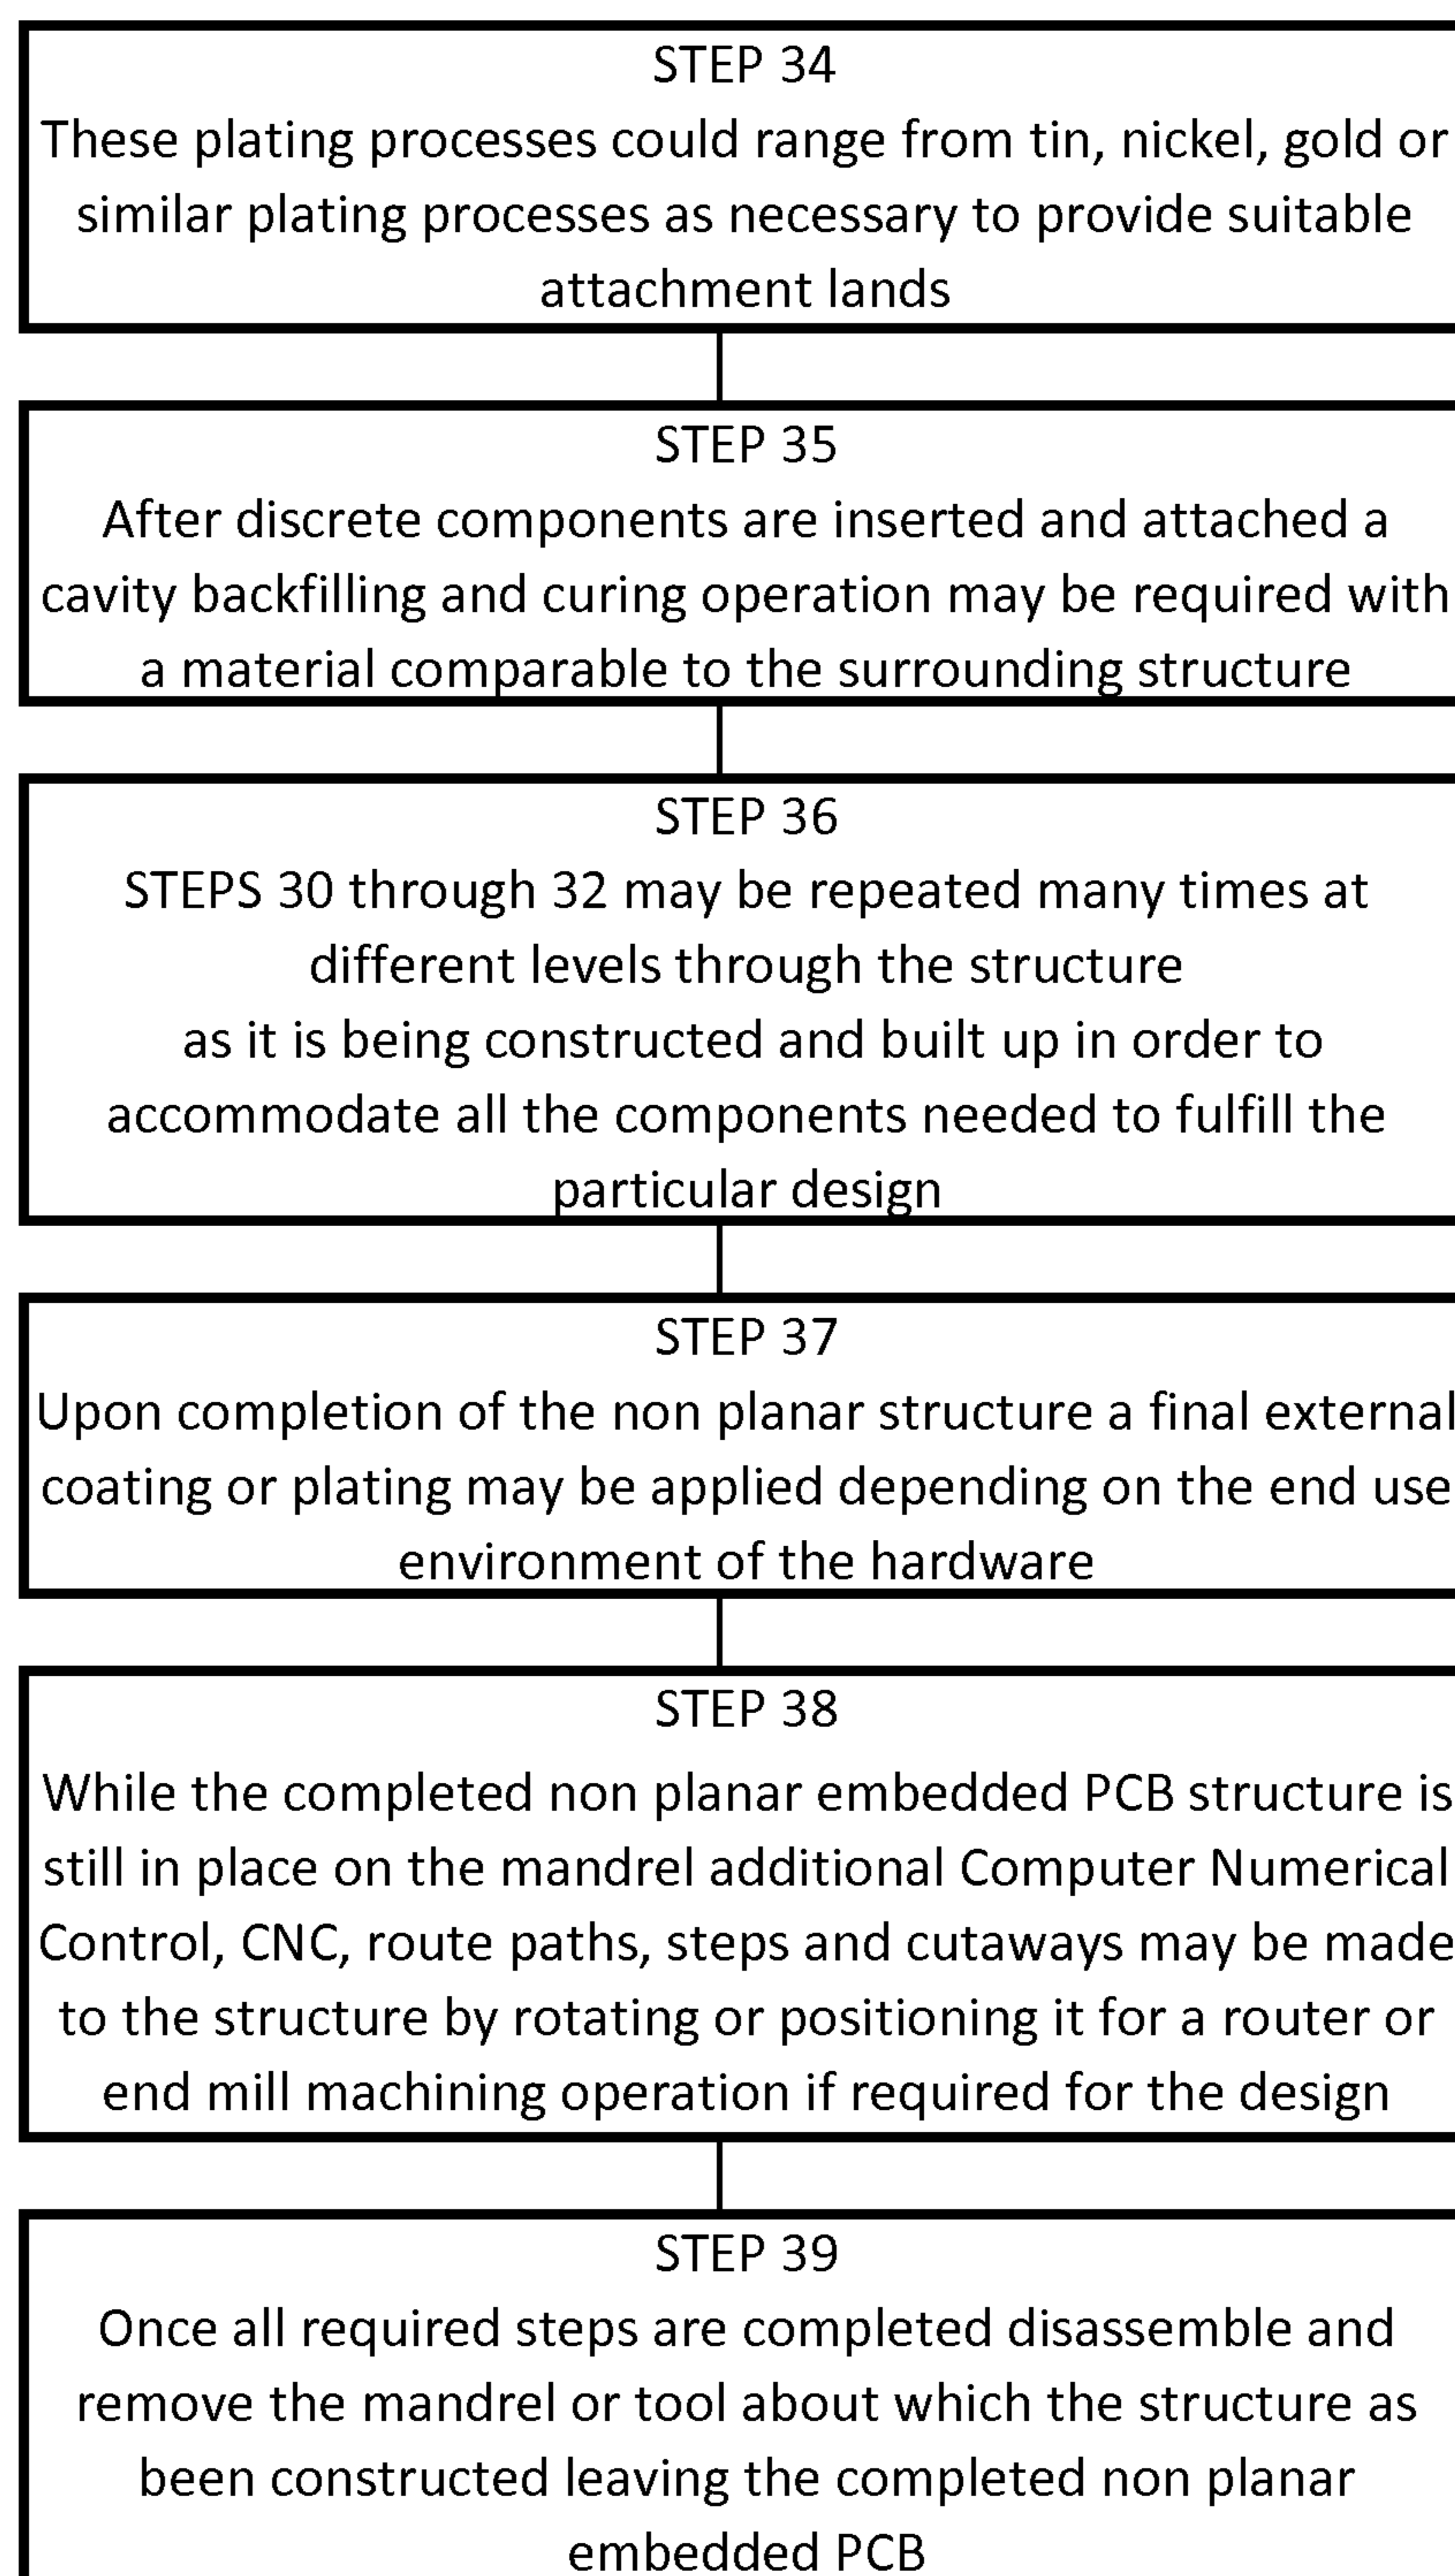 STEP 34
These plating processes could range from tin, nickel, gold or
similar plating processes as necessary to provide suitable
attachment lands
STEP 35
After discrete components are inserted and attached a
cavity backfilling and curing operation may be required with
a material comparable to the surrounding structure
STEP 36
STEPS 30 through 32 may be repeated many times at
different levels through the structure
as it is being constructed and built up in order to
accommodate all the components needed to fulfill the
particular design
STEP 37
Upon completion of the non planar structure a final external
coating or plating may be applied depending on the end use
environment of the hardware
STEP 38
While the completed non planar embedded PCB structure is
still in place on the mandrel additional Computer Numerical
Control, CNC, route paths, steps and cutaways may be made
to the structure by rotating or positioning it for a router or
end mill machining operation if required for the design
STEP 39
Once all required steps are completed disassemble and
remove the mandrel or tool about which the structure as
been constructed leaving the completed non planar
embedded PCB